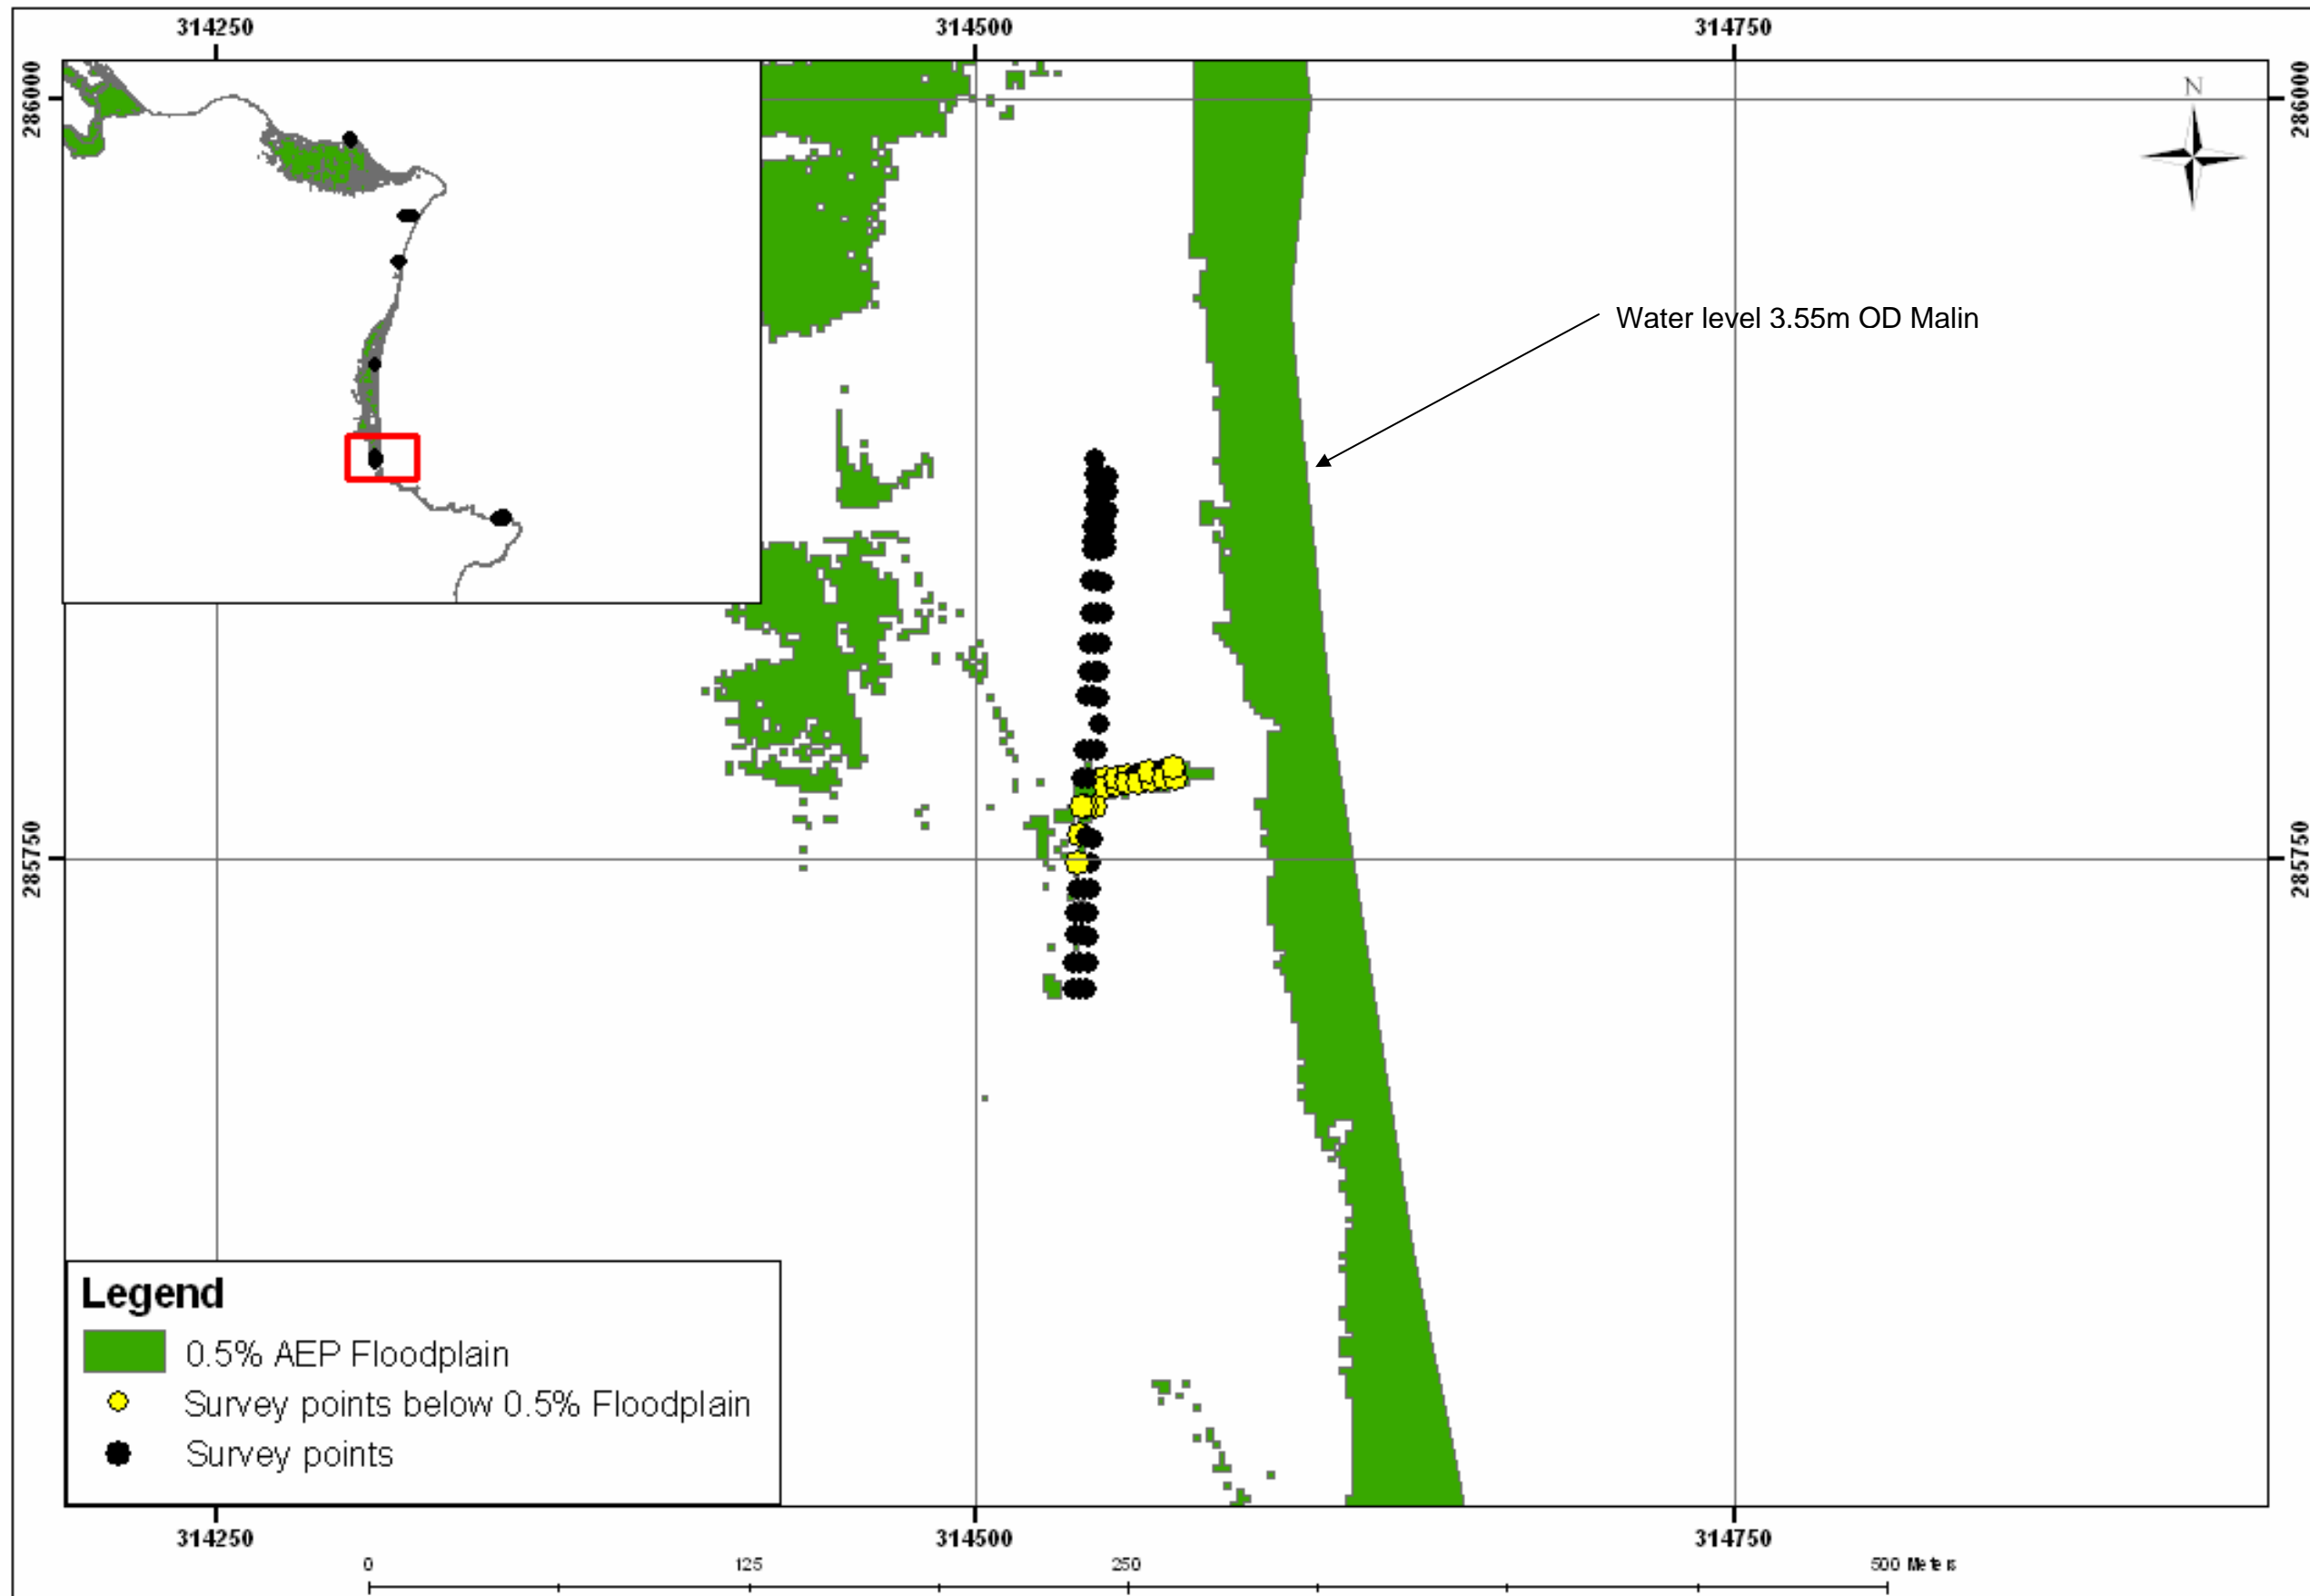 314250 314500 314750
286000 286000
N
Water level 3.55m OD Malin
285750 285750
Legend
0.5% AEP Floodplain
Survey points below 0.5% Floodplain
Survey points
314250 314500 314750
0 125 250 500 Meters